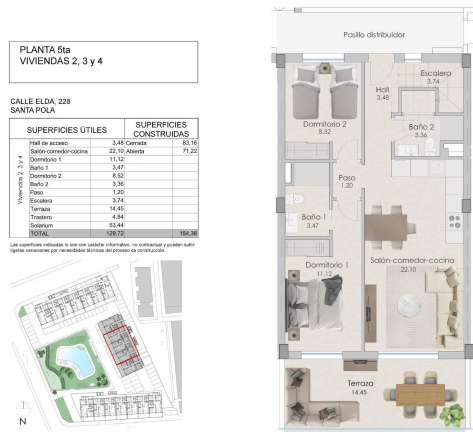 PLANTA 5ta
VIVIENDAS 2, 3 y 4
CALLE ELDA, 228
SANTA POLA
SUPERFICIES ÚTILES
SUPERFICIES CONSTRUIDAS
Viviendas 2, 3 y 4
Hall de acceso 3,48 Cerrada 83,16
Salón-comedor-cocina 22,10 Abierta 71,22
Dormitorio 1 11,12
Baño 1 3,47
Dormitorio 2 8,52
Baño 2 3,36
Paso 1,20
Escalera 3,74
Terraza 14,45
Trastero 4,84
Solarium 53,44
TOTAL 129,72 154,38
Las superficies indicadas lo son con carácter informativo, no contractual y pueden sufrir
ligeras variaciones por necesidades técnicas del proceso de construcción
N
Pasillo distribuidor
Hall
3.48
Escalera
3.74
Dormitorio 2
8.52
Baño 2
3.36
Paso
1.20
Baño 1
3.47
Dormitorio 1
11.12
Salón-comedor-cocina
22.10
Terraza
14.45